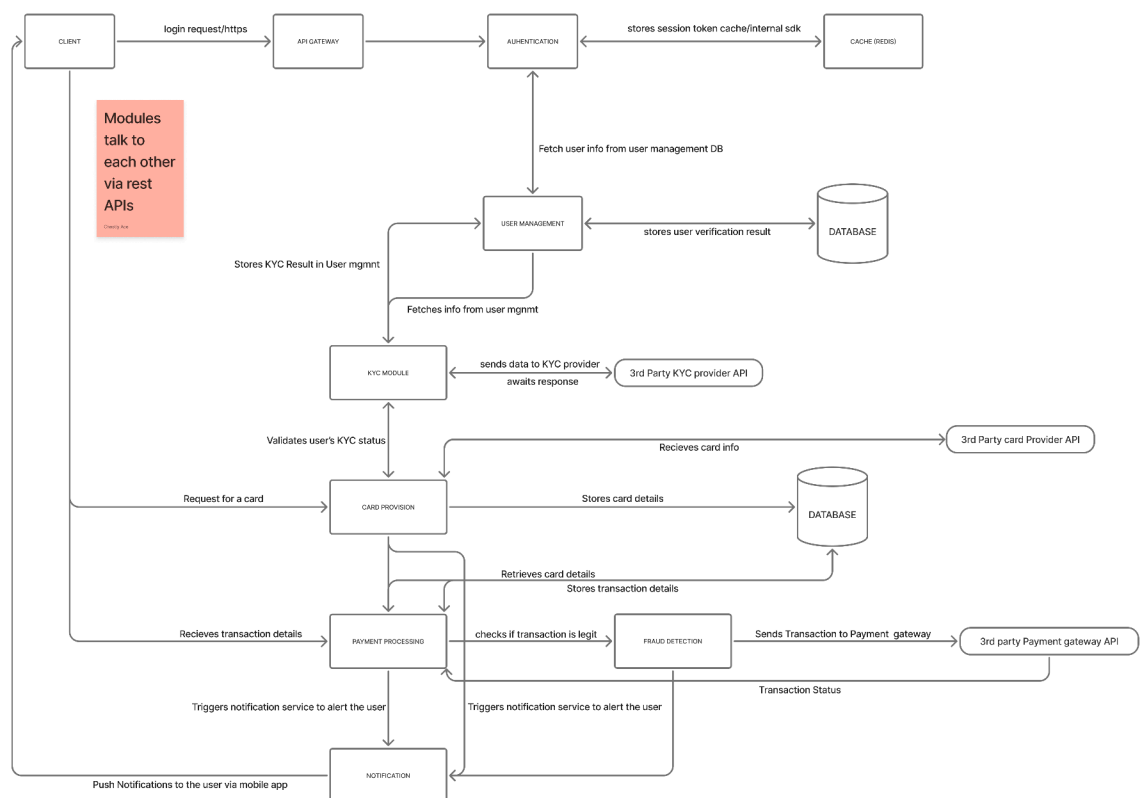 CLIENT
login request/https
API GATEWAY
AUHENTICATION
stores session token cache/internal sdk
CACHE (REDIS)
Modules
talk to
each other
via rest
APIs
Fetch user info from user management DB
USER MANAGEMENT
stores user verification result
DATABASE
Stores KYC Result in User mgmnt
Fetches info from user mgnmt
KYC MODULE
sends data to KYC provider
awaits response
3rd Party KYC provider API
Validates user's KYC status
Recieves card info
3rd Party card Provider API
Request for a card
CARD PROVISION
Stores card details
DATABASE
Retrieves card details
Stores transaction details
Recieves transaction details
PAYMENT PROCESSING
checks if transaction is legit
FRAUD DETECTION
Sends Transaction to Payment gateway
3rd party Payment gateway API
Transaction Status
Triggers notification service to alert the user
Triggers notification service to alert the user
NOTIFICATION
Push Notifications to the user via mobile app